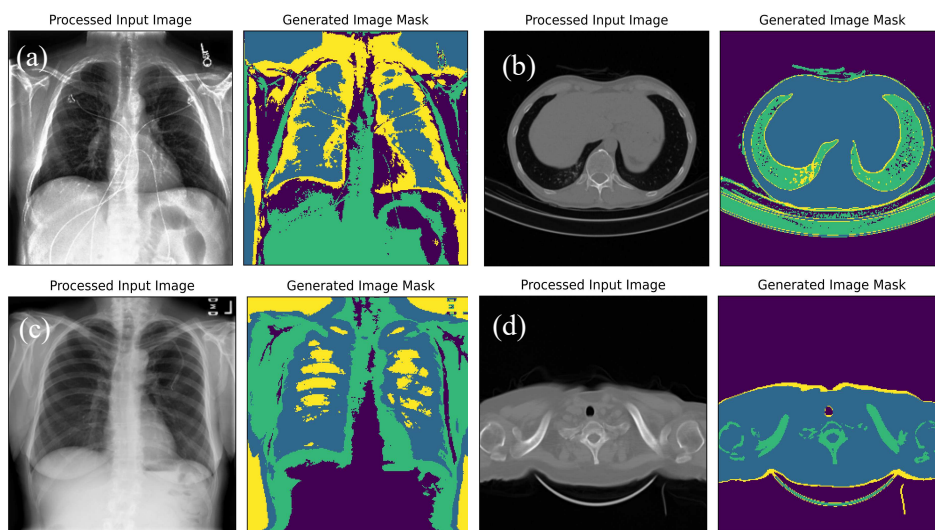 Processed Input Image
Generated Image Mask
Processed Input Image
Generated Image Mask
(a)
(b)
Processed Input Image
Generated Image Mask
Processed Input Image
Generated Image Mask
(c)
L
(d)